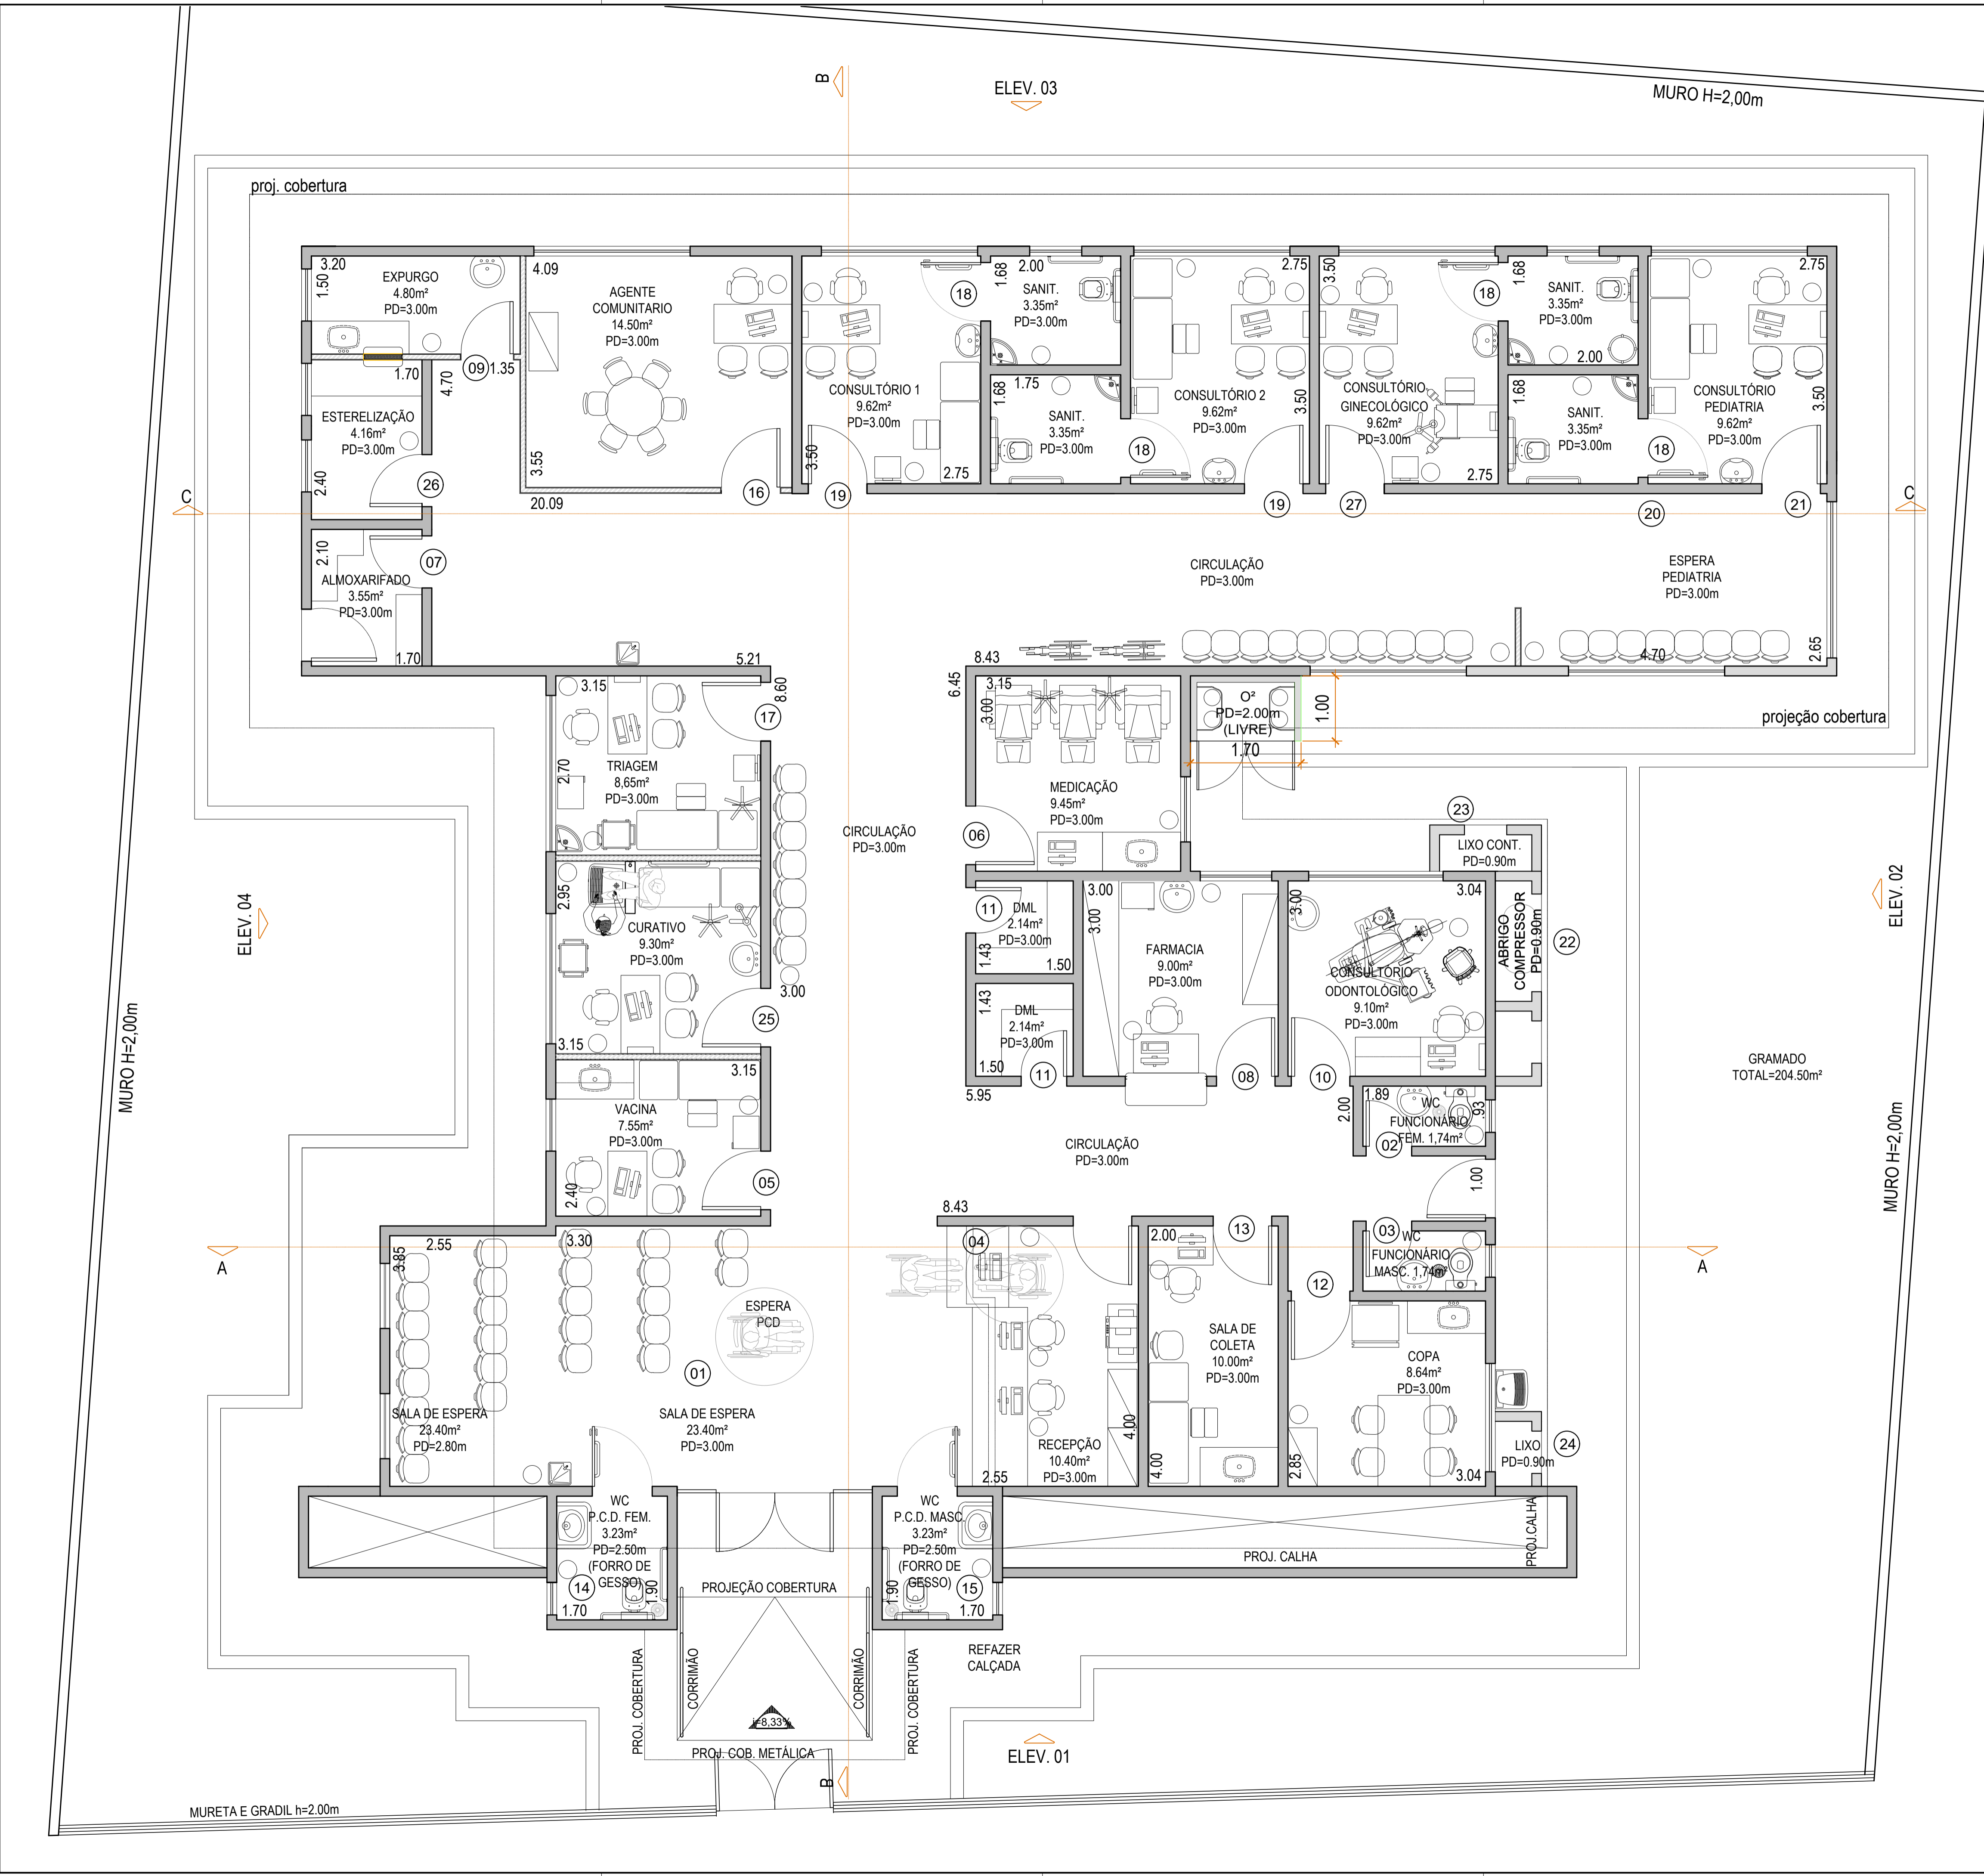 B
ELEV. 03
MURO H=2,00m
proj. cobertura
3.20
1.50
EXPURGO
4.80m²
PD=3.00m
09
1.35
4.09
AGENTE
COMUNITARIO
14.50m²
PD=3.00m
3.55
16
20.09
CONSULTÓRIO 1
9.62m²
PD=3.00m
3.50
2.75
19
18
1.68
2.00
SANIT.
3.35m²
PD=3.00m
1.75
1.68
SANIT.
3.35m²
PD=3.00m
18
2.75
CONSULTÓRIO 2
9.62m²
PD=3.00m
3.50
19
3.50
CONSULTÓRIO
GINECOLÓGICO
9.62m²
PD=3.00m
2.75
27
18
1.68
SANIT.
3.35m²
PD=3.00m
2.00
1.68
SANIT.
3.35m²
PD=3.00m
18
20
2.75
CONSULTÓRIO
PEDIATRIA
9.62m²
PD=3.00m
3.50
21
1.70
4.70
ESTERELIZAÇÃO
4.16m²
PD=3.00m
2.40
26
C
C
2.10
07
ALMOXARIFADO
3.55m²
PD=3.00m
1.70
CIRCULAÇÃO
PD=3.00m
ESPERA
PEDIATRIA
PD=3.00m
4.70
2.65
5.21
8.60
3.15
17
2.70
TRIAGEM
8,65m²
PD=3.00m
8.43
6.45
3.15
3.00
MEDICAÇÃO
9.45m²
PD=3.00m
06
O²
PD=2.00m
(LIVRE)
1.00
1.70
projeção cobertura
CIRCULAÇÃO
PD=3.00m
23
LIXO CONT.
PD=0.90m
ELEV. 04
ELEV. 02
2.95
CURATIVO
9.30m²
PD=3.00m
3.15
3.00
25
11
DML
2.14m²
PD=3.00m
1.43
1.50
1.43
DML
2.14m²
PD=3.00m
1.50
11
5.95
3.00
3.00
FARMACIA
9.00m²
PD=3.00m
08
3.00
3.04
CONSULTÓRIO
ODONTOLÓGICO
9.10m²
PD=3.00m
10
ABRIGO
COMPRESSOR
PD=0.90m
22
GRAMADO
TOTAL=204.50m²
MURO H=2,00m
MURO H=2,00m
3.15
VACINA
7.55m²
PD=3.00m
2.40
05
CIRCULAÇÃO
PD=3.00m
2.00
1.89
.93
WC
FUNCIONÁRIO
FEM. 1,74m²
02
1.00
8.43
A
A
3.85
2.55
3.30
ESPERA
PCD
01
SALA DE ESPERA
23.40m²
PD=2.80m
SALA DE ESPERA
23.40m²
PD=3.00m
04
RECEPÇÃO
10.40m²
PD=3.00m
2.55
4.00
13
2.00
SALA DE
COLETA
10.00m²
PD=3.00m
4.00
12
03
WC
FUNCIONÁRIO
MASC. 1,74m²
COPA
8.64m²
PD=3.00m
2.85
3.04
LIXO
PD=0.90m
24
WC
P.C.D. FEM.
3.23m²
PD=2.50m
(FORRO DE
GESSO)
14
1.90
1.70
WC
P.C.D. MASC.
3.23m²
PD=2.50m
(FORRO DE
GESSO)
15
1.90
1.70
PROJ. CALHA
PROJ.CALHA
PROJEÇÃO COBERTURA
PROJ. COBERTURA
CORRIMÃO
CORRIMÃO
PROJ. COBERTURA
REFAZER
CALÇADA
i=8,33%
PROJ. COB. METÁLICA
ELEV. 01
B
MURETA E GRADIL h=2.00m